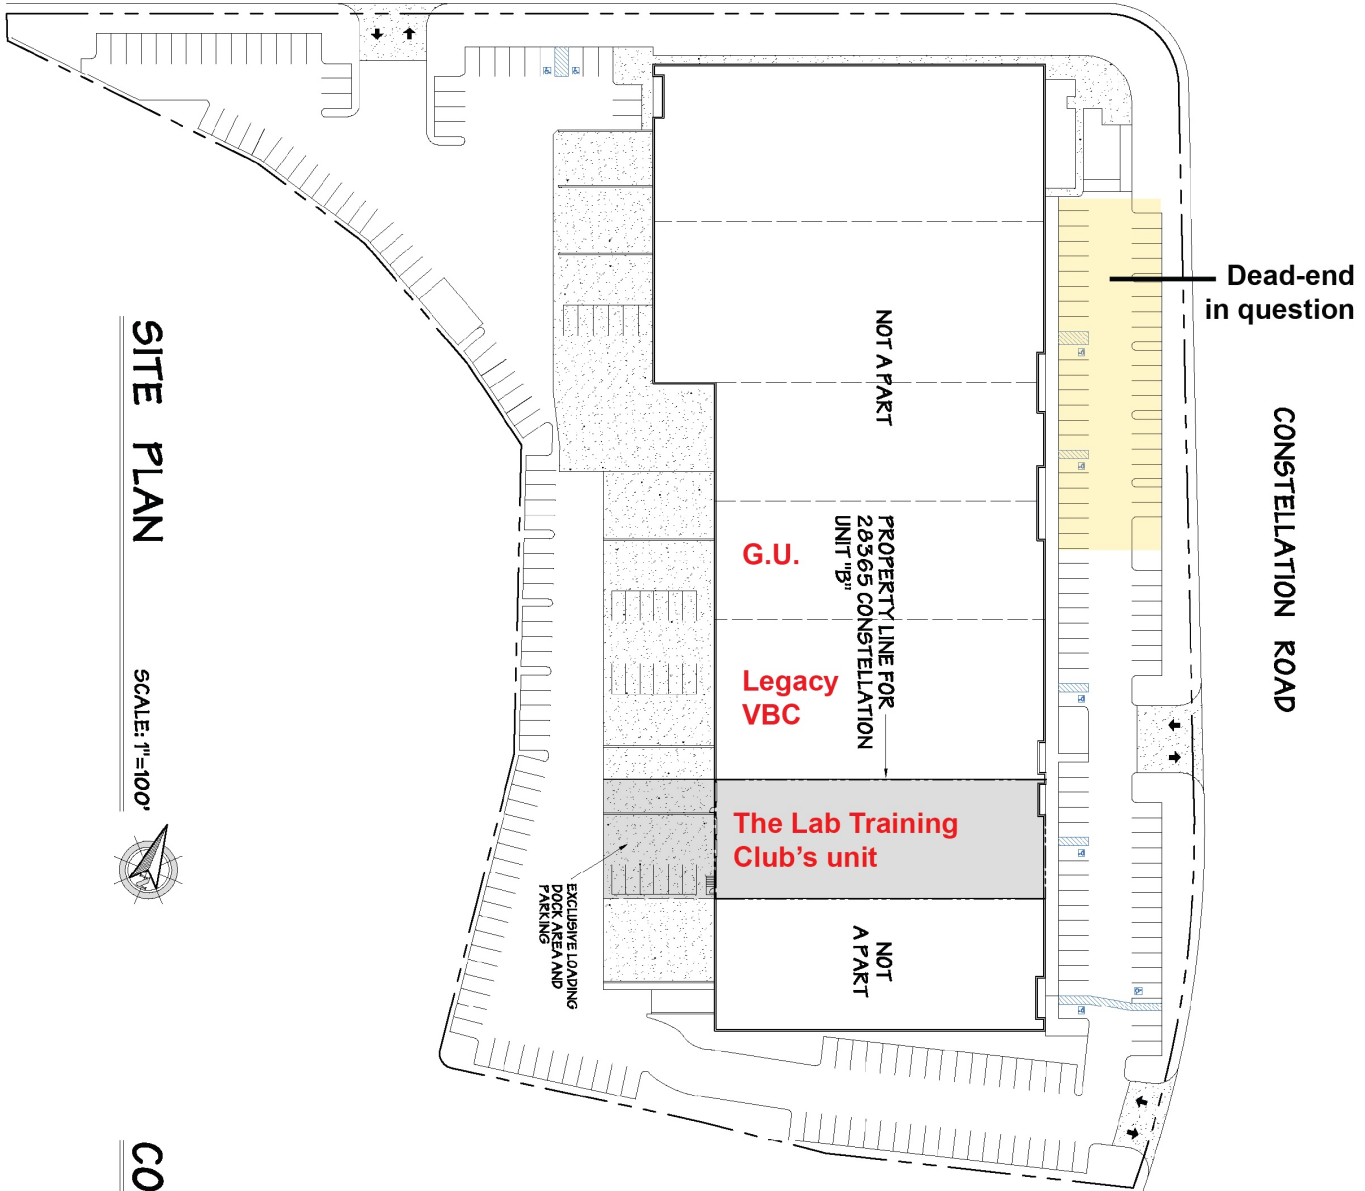 Dead-end
in question
CONSTELLATION ROAD
NOT A PART
PROPERTY LINE FOR
28365 CONSTELLATION
UNIT "B"
G.U.
Legacy
VBC
The Lab Training
Club's unit
NOT
A PART
EXCLUSIVE LOADING
DOCK AREA AND
PARKING
SITE PLAN
SCALE: 1"=100'
CO